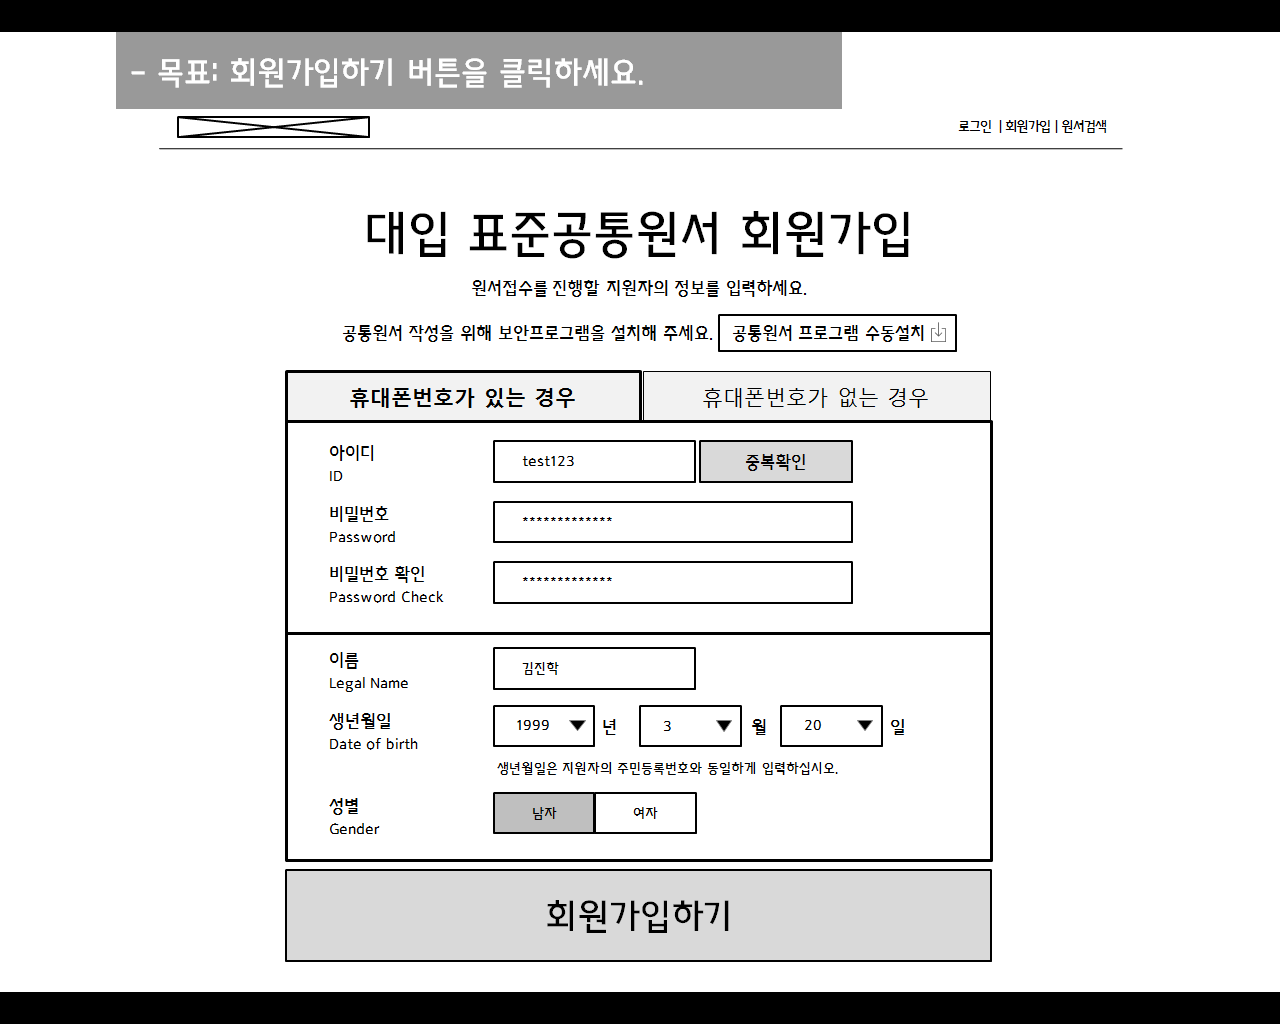 - 목표: 회원가입하기 버튼을 클릭하세요.
로그인 | 회원가입 | 원서검색
대입 표준공통원서 회원가입
원서접수를 진행할 지원자의 정보를 입력하세요.
공통원서 작성을 위해 보안프로그램을 설치해 주세요. 공통원서 프로그램 수동설치
휴대폰번호가 있는 경우 휴대폰번호가 없는 경우
아이디 test123 중복확인
ID
비밀번호 *************
Password
비밀번호 확인 *************
Password Check
이름 김진학
Legal Name
생년월일 1999 년 3 월 20 일
Date of birth
생년월일은 지원자의 주민등록번호와 동일하게 입력하십시오.
성별 남자 여자
Gender
회원가입하기